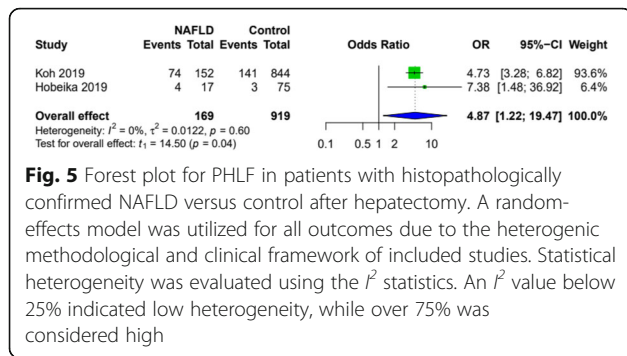 NAFLD Control
Study Events Total Events Total Odds Ratio OR 95%−CI Weight
Koh 2019 74 152 141 844 4.73 [3.28; 6.82] 93.6%
Hobeika 2019 4 17 3 75 7.38 [1.48; 36.92] 6.4%
Overall effect 169 919 4.87 [1.22; 19.47] 100.0%
Heterogeneity: I² = 0%, τ² = 0.0122, p = 0.60
Test for overall effect: t₁ = 14.50 (p = 0.04) 0.1 0.5 1 2 10
Fig. 5 Forest plot for PHLF in patients with histopathologically
confirmed NAFLD versus control after hepatectomy. A random-
effects model was utilized for all outcomes due to the heterogenic
methodological and clinical framework of included studies. Statistical
heterogeneity was evaluated using the I² statistics. An I² value below
25% indicated low heterogeneity, while over 75% was
considered high